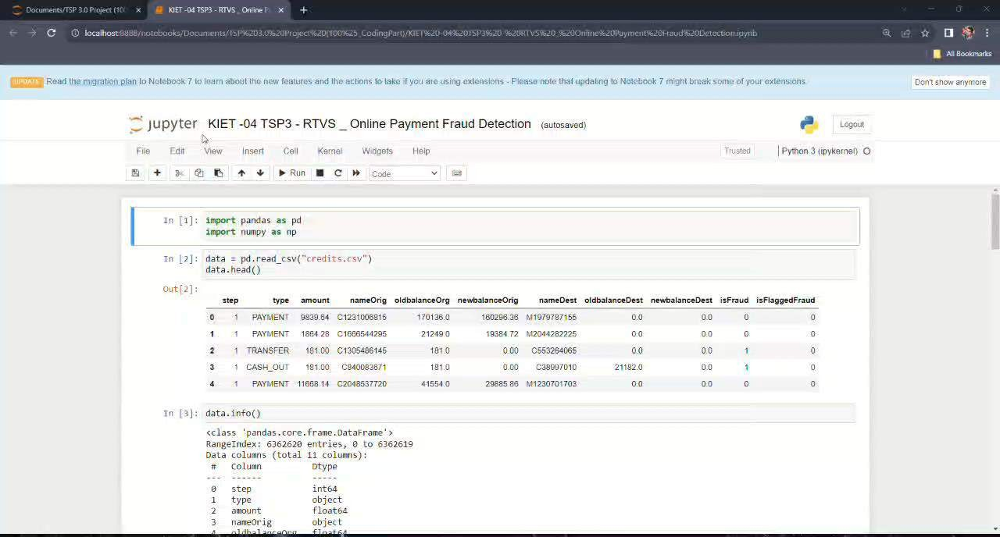 Documents/TSP 3.0 Project (100
KIET -04 TSP3 - RTVS _ Online P
localhost:8888/notebooks/Documents/TSP%203.0%20Project%20(100%25_CodingPart)/KIET%20-04%20TSP3%20-%20RTVS%20_%20Online%20Payment%20Fraud%20Detection.ipynb
All Bookmarks
UPDATE Read the migration plan to Notebook 7 to learn about the new features and the actions to take if you are using extensions - Please note that updating to Notebook 7 might break some of your extensions. Don't show anymore
jupyter KIET -04 TSP3 - RTVS _ Online Payment Fraud Detection (autosaved) Logout
File Edit View Insert Cell Kernel Widgets Help Trusted Python 3 (ipykernel)
Run Code
In [1]: import pandas as pd
import numpy as np
In [2]: data = pd.read_csv("credits.csv")
data.head()
Out[2]:
step type amount nameOrig oldbalanceOrg newbalanceOrig nameDest oldbalanceDest newbalanceDest isFraud isFlaggedFraud
0 1 PAYMENT 9839.64 C1231006815 170136.0 160296.36 M1979787155 0.0 0.0 0 0
1 1 PAYMENT 1864.28 C1666544295 21249.0 19384.72 M2044282225 0.0 0.0 0 0
2 1 TRANSFER 181.00 C1305486145 181.0 0.00 C553264065 0.0 0.0 1 0
3 1 CASH_OUT 181.00 C840083671 181.0 0.00 C38997010 21182.0 0.0 1 0
4 1 PAYMENT 11668.14 C2048537720 41554.0 29885.86 M1230701703 0.0 0.0 0 0
In [3]: data.info()
<class 'pandas.core.frame.DataFrame'>
RangeIndex: 6362620 entries, 0 to 6362619
Data columns (total 11 columns):
# Column Dtype
--- ------ -----
0 step int64
1 type object
2 amount float64
3 nameOrig object
4 oldbalanceOrg float64